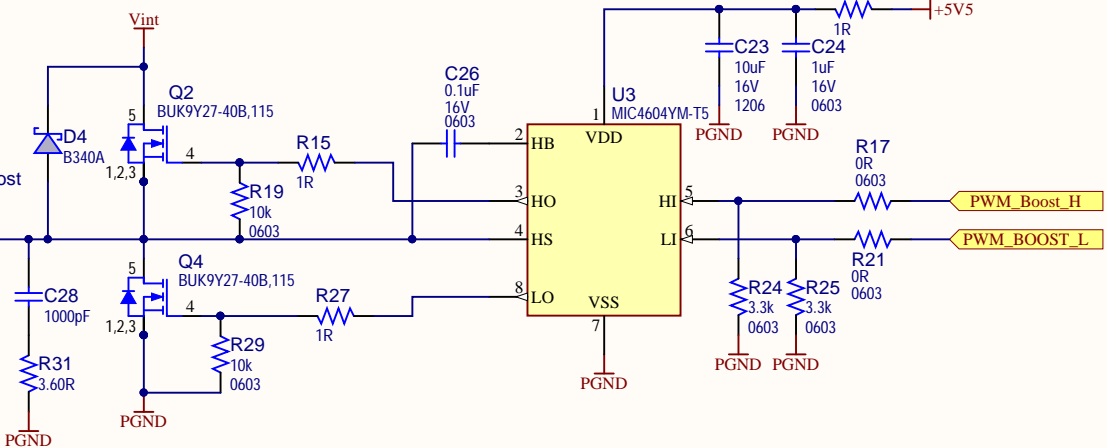 Vint
+5V5
1R
C23
10uF
16V
1206
C24
1uF
16V
0603
PGND
PGND
C26
0.1uF
16V
0603
U3
MIC4604YM-T5
1
VDD
2
HB
3
HO
4
HS
8
LO
VSS
7
HI
5
LI
6
PGND
Q2
BUK9Y27-40B,115
5
4
1,2,3
D4
B340A
ost
R15
1R
R19
10k
0603
R17
0R
0603
PWM_Boost_H
PWM_BOOST_L
R21
0R
0603
R24
3.3k
0603
R25
3.3k
0603
PGND
PGND
Q4
BUK9Y27-40B,115
5
4
1,2,3
R27
1R
R29
10k
0603
C28
1000pF
R31
3.60R
PGND
PGND